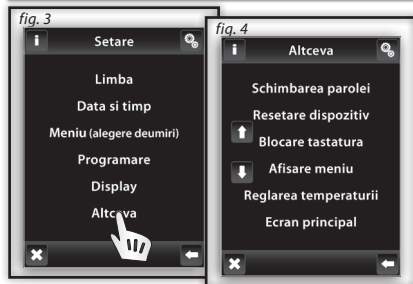 fig. 3
i Setare
Limba
Data si timp
Meniu (alegere deumiri)
Programare
Display
Altceva
fig. 4
i Altceva
Schimbarea parolei
Resetare dispozitiv
Blocare tastatura
Afisare meniu
Reglarea temperaturii
Ecran principal